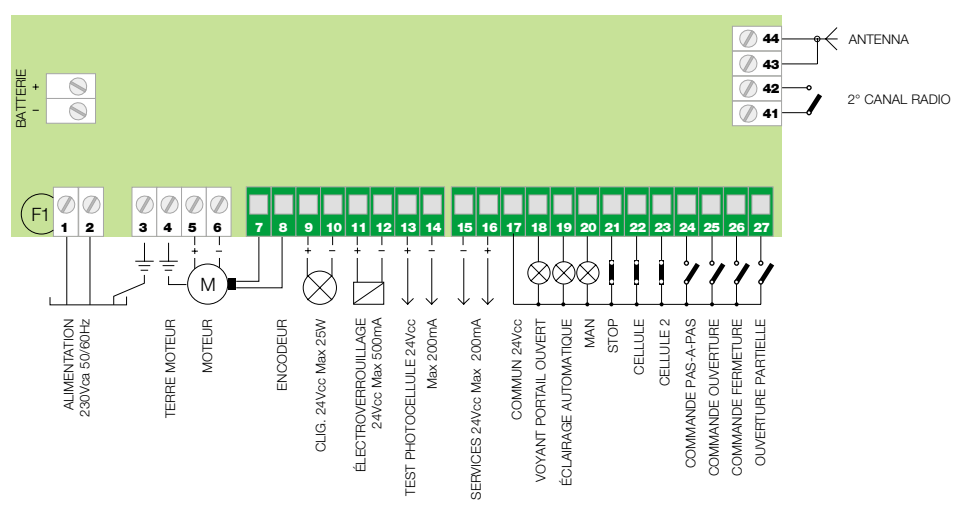 44 ANTENNA
43
42
2° CANAL RADIO
41
BATTERIE
+
−
F1
1 2 3 4 5 6 7 8 9 10 11 12 13 14 15 16 17 18 19 20 21 22 23 24 25 26 27
+ − + − + − + − − +
M
ALIMENTATION
230Vca 50/60Hz
TERRE MOTEUR
MOTEUR
ENCODEUR
CLIG. 24Vcc Max 25W
ÉLECTROVERROUILLAGE
24Vcc Max 500mA
TEST PHOTOCELLULE 24Vcc
Max 200mA
SERVICES 24Vcc Max 200mA
COMMUN 24Vcc
VOYANT PORTAIL OUVERT
ÉCLAIRAGE AUTOMATIQUE
MAN
STOP
CELLULE
CELLULE 2
COMMANDE PAS-A-PAS
COMMANDE OUVERTURE
COMMANDE FERMETURE
OUVERTURE PARTIELLE